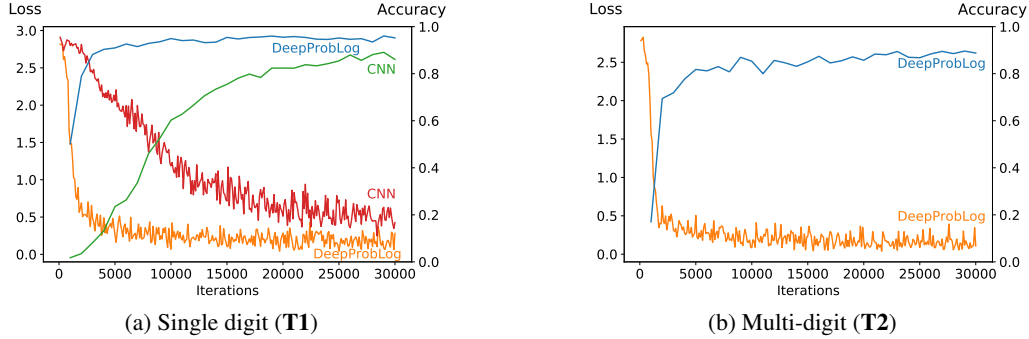 Loss Accuracy
3.0 1.0
DeepProbLog
CNN
2.5
0.8
2.0
0.6
1.5
0.4
1.0
CNN
0.2
0.5
DeepProbLog
0.0
0.0
0 5000 10000 15000 20000 25000 30000
Iterations
(a) Single digit (T1)
Loss Accuracy
1.0
DeepProbLog
2.5
0.8
2.0
0.6
1.5
0.4
1.0
DeepProbLog
0.2
0.5
0.0
0.0
0 5000 10000 15000 20000 25000 30000
Iterations
(b) Multi-digit (T2)